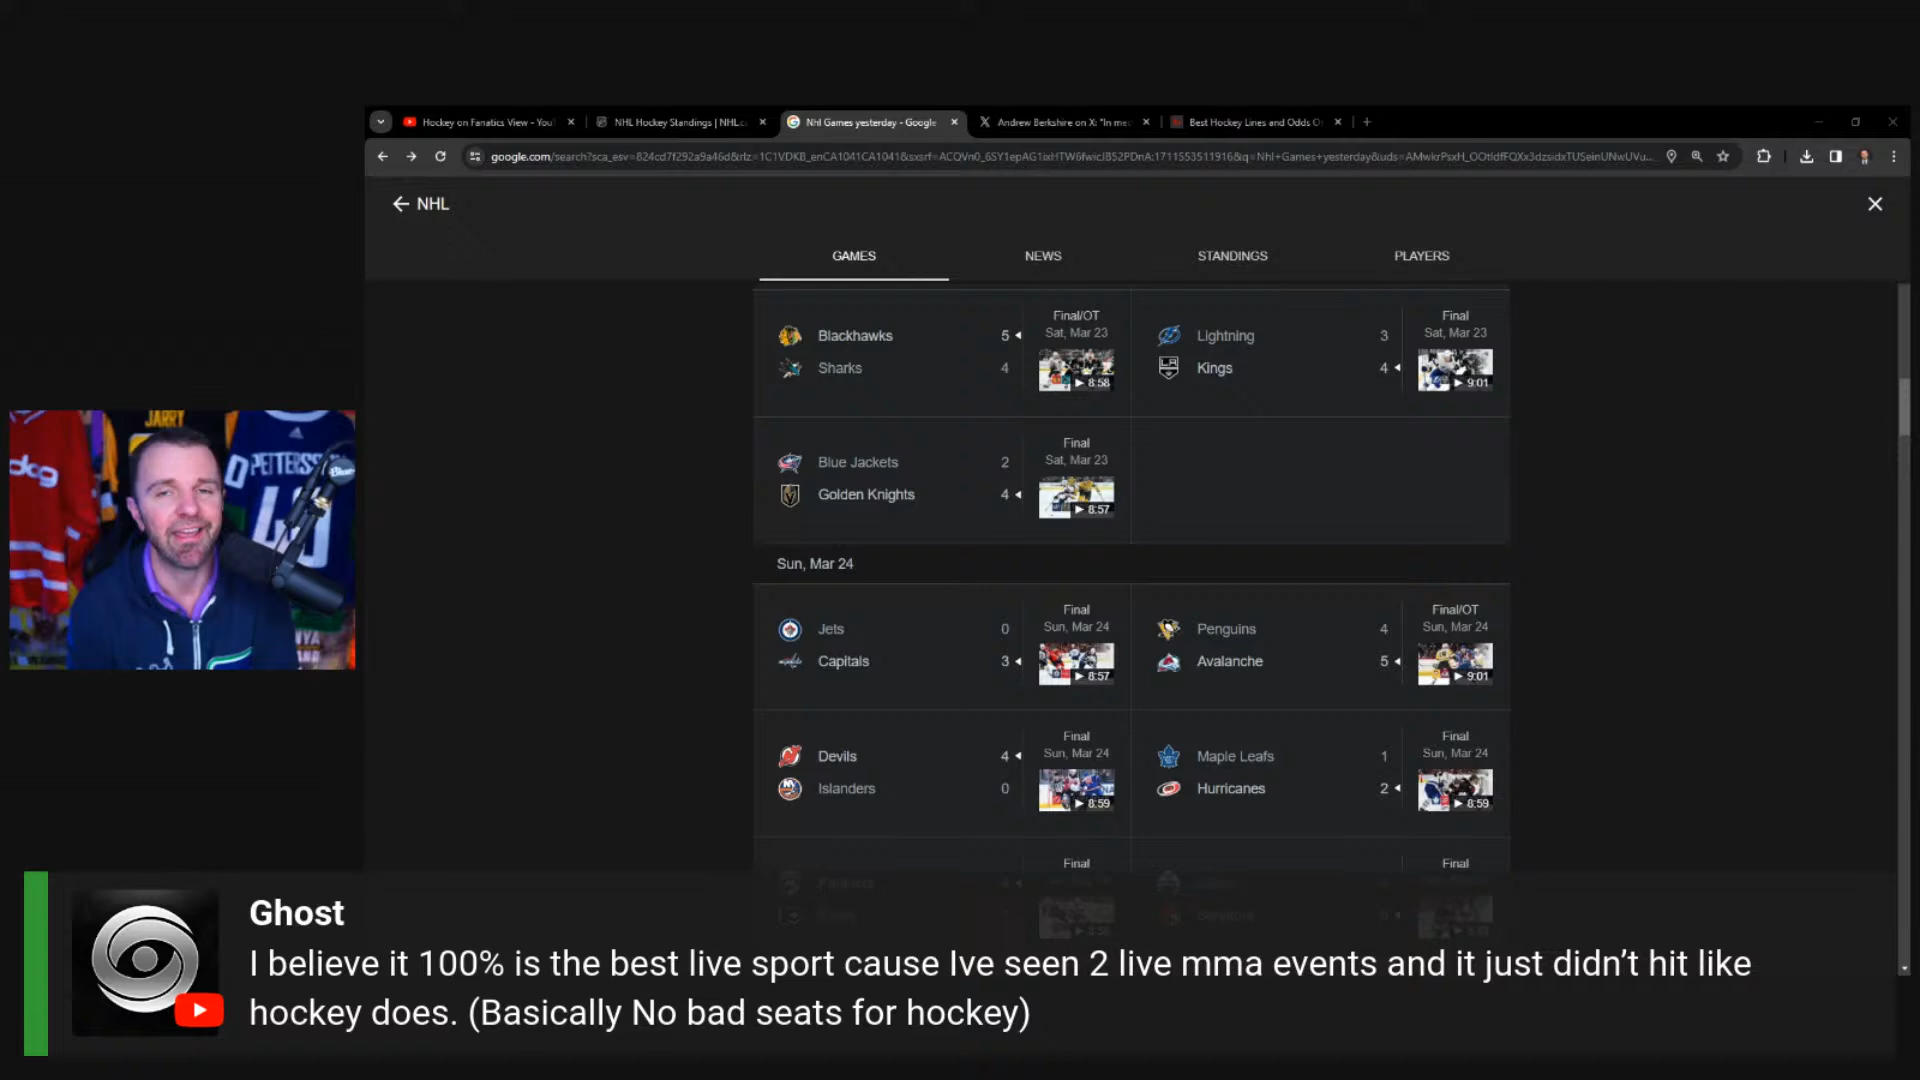 Hockey on Fanatics View - You
NHL Hockey Standings | NHL.c
Nhl Games yesterday - Google
Andrew Berkshire on X: "In me
Best Hockey Lines and Odds O
NHL
GAMES
NEWS
STANDINGS
PLAYERS
Blackhawks 5
Sharks 4
Final/OT
Sat, Mar 23
8:58
Lightning 3
Kings 4
Final
Sat, Mar 23
9:01
Blue Jackets 2
Golden Knights 4
Final
Sat, Mar 23
8:57
Sun, Mar 24
Jets 0
Capitals 3
Final
Sun, Mar 24
8:57
Penguins 4
Avalanche 5
Final/OT
Sun, Mar 24
9:01
Devils 4
Islanders 0
Final
Sun, Mar 24
8:59
Maple Leafs 1
Hurricanes 2
Final
Sun, Mar 24
8:59
Final
Final
JARRY
PETTERSS
Ghost
I believe it 100% is the best live sport cause Ive seen 2 live mma events and it just didn't hit like
hockey does. (Basically No bad seats for hockey)